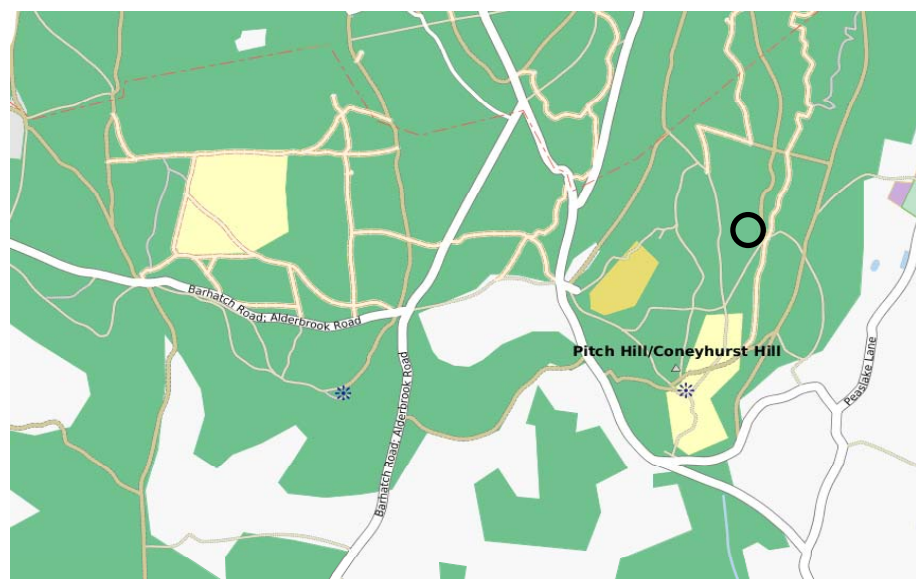 Barhatch Road; Alderbrook Road
Pitch Hill/Coneyhurst Hill
Barhatch Road; Alderbrook Road
Peaslake Lane